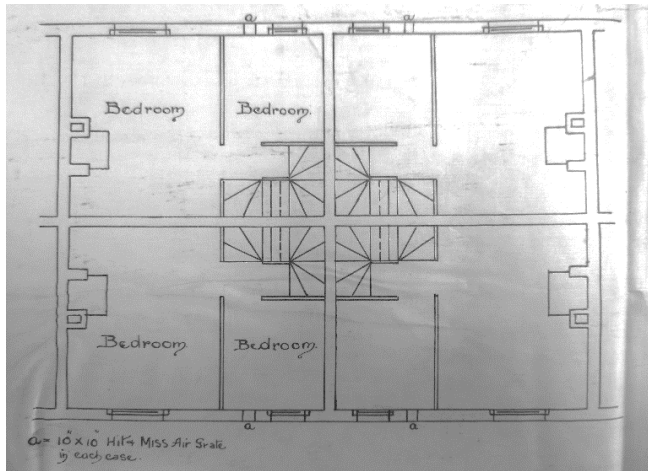 a a
Bedroom Bedroom.
Bedroom Bedroom.
a a
a = 10" x 10" Hit & Miss Air Grate
in each case.